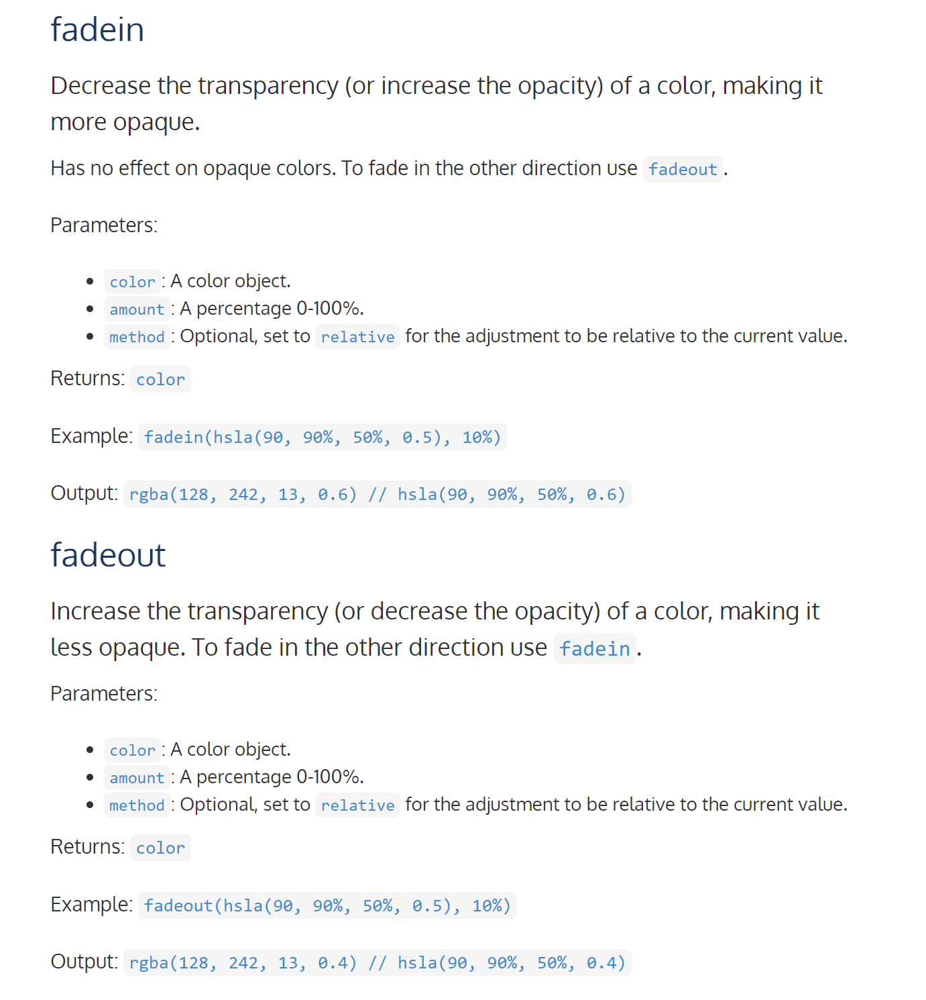 fadein
Decrease the transparency (or increase the opacity) of a color, making it
more opaque.
Has no effect on opaque colors. To fade in the other direction use fadeout.
Parameters:
• color: A color object.
• amount: A percentage 0-100%.
• method: Optional, set to relative for the adjustment to be relative to the current value.
Returns: color
Example: fadein(hsla(90, 90%, 50%, 0.5), 10%)
Output: rgba(128, 242, 13, 0.6) // hsla(90, 90%, 50%, 0.6)
fadeout
Increase the transparency (or decrease the opacity) of a color, making it
less opaque. To fade in the other direction use fadein.
Parameters:
• color: A color object.
• amount: A percentage 0-100%.
• method: Optional, set to relative for the adjustment to be relative to the current value.
Returns: color
Example: fadeout(hsla(90, 90%, 50%, 0.5), 10%)
Output: rgba(128, 242, 13, 0.4) // hsla(90, 90%, 50%, 0.4)